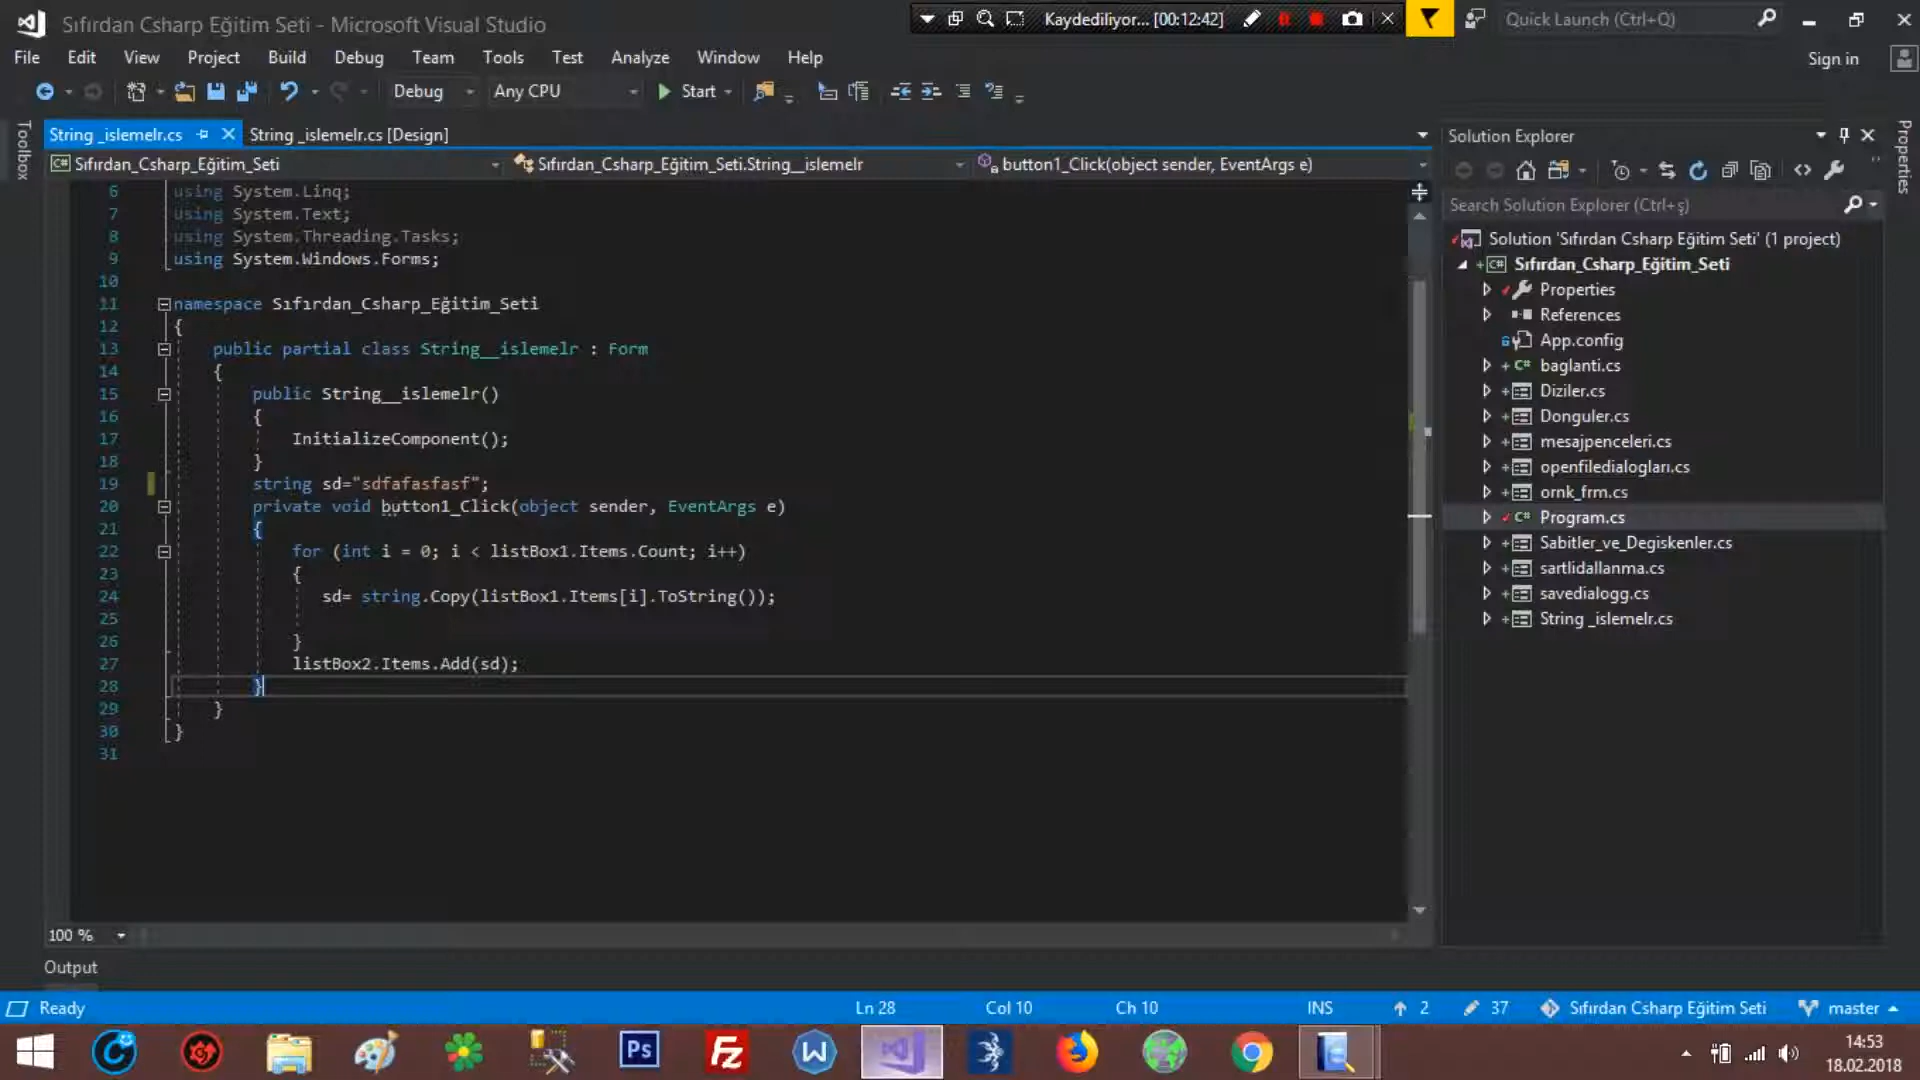 Sıfırdan Csharp Eğitim Seti - Microsoft Visual Studio
Kaydediliyor... [00:12:42]
Quick Launch (Ctrl+Q)
File Edit View Project Build Debug Team Tools Test Analyze Window Help
Sign in
Debug Any CPU Start
Toolbox
String _islemelr.cs String _islemelr.cs [Design]
Sıfırdan_Csharp_Eğitim_Seti Sıfırdan_Csharp_Eğitim_Seti.String__islemelr button1_Click(object sender, EventArgs e)
6 using System.Linq;
7 using System.Text;
8 using System.Threading.Tasks;
9 using System.Windows.Forms;
10
11 namespace Sıfırdan_Csharp_Eğitim_Seti
12 {
13 public partial class String__islemelr : Form
14 {
15 public String__islemelr()
16 {
17 InitializeComponent();
18 }
19 string sd="sdfafasfasf";
20 private void button1_Click(object sender, EventArgs e)
21 {
22 for (int i = 0; i < listBox1.Items.Count; i++)
23 {
24 sd= string.Copy(listBox1.Items[i].ToString());
25
26 }
27 listBox2.Items.Add(sd);
28 }
29 }
30 }
31
100 %
Output
Solution Explorer
Properties
Search Solution Explorer (Ctrl+ş)
Solution 'Sıfırdan Csharp Eğitim Seti' (1 project)
Sıfırdan_Csharp_Eğitim_Seti
Properties
References
App.config
C# baglanti.cs
Diziler.cs
Donguler.cs
mesajpenceleri.cs
openfiledialogları.cs
ornk_frm.cs
C# Program.cs
Sabitler_ve_Degiskenler.cs
sartlidallanma.cs
savedialogg.cs
String _islemelr.cs
Ready Ln 28 Col 10 Ch 10 INS 2 37 Sıfırdan Csharp Eğitim Seti master
Ps
Fz
W
14:53
18.02.2018